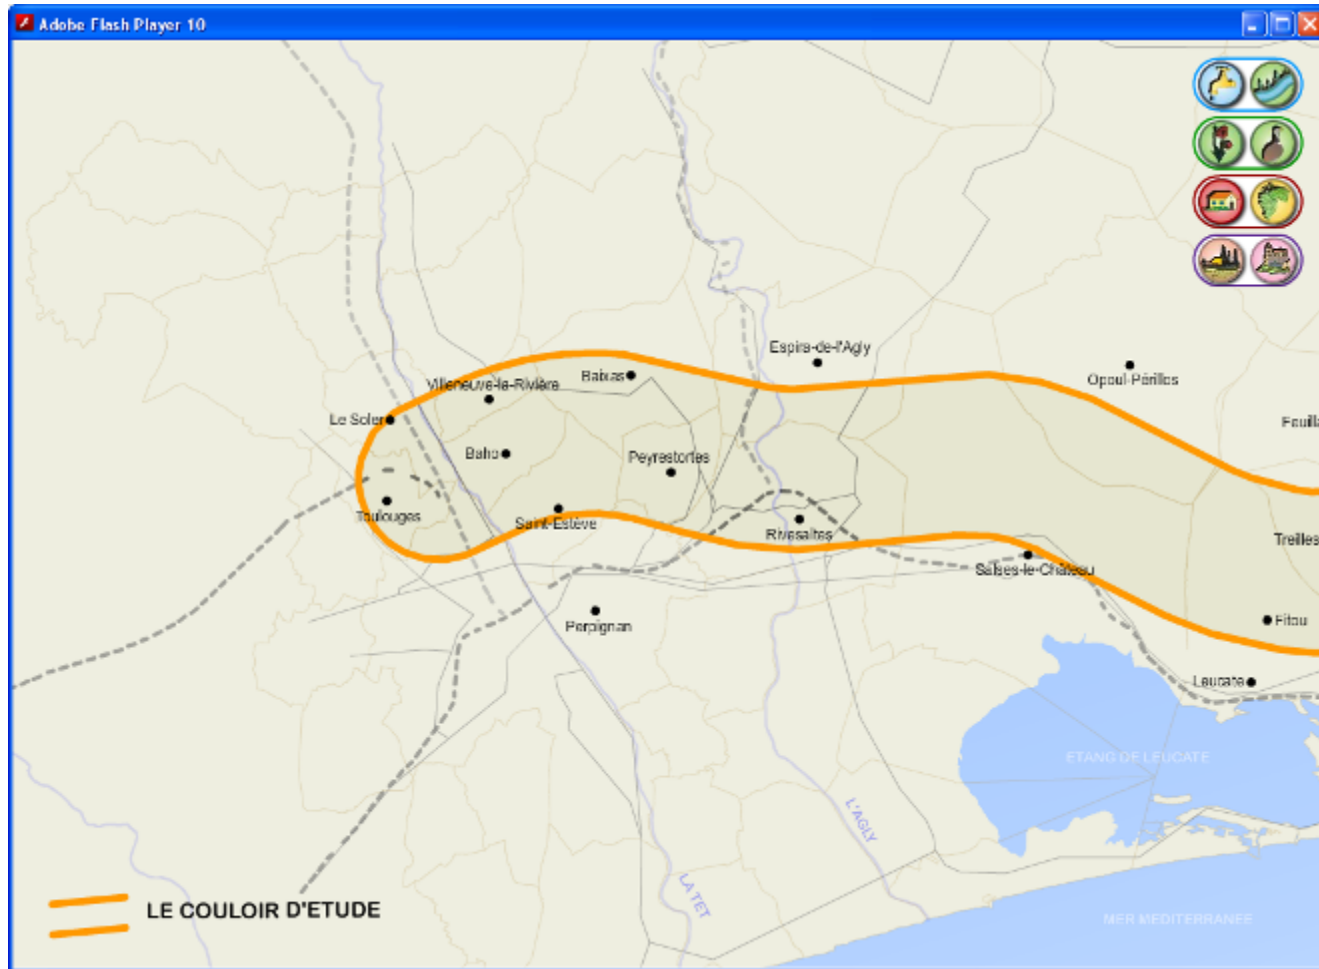 Adobe Flash Player 10
Espira-de-l'Agly
Opoul-Périllos
Baixas
Villeneuve-la-Rivière
Le Soler
Feuilla
Baho
Peyrestortes
Toulouges
Saint-Estève
Rivesaltes
Treilles
Salses-le-Château
Perpignan
Fitou
Leucate
ETANG DE LEUCATE
L'AGLY
LA TET
LE COULOIR D'ETUDE
MER MEDITERRANEE